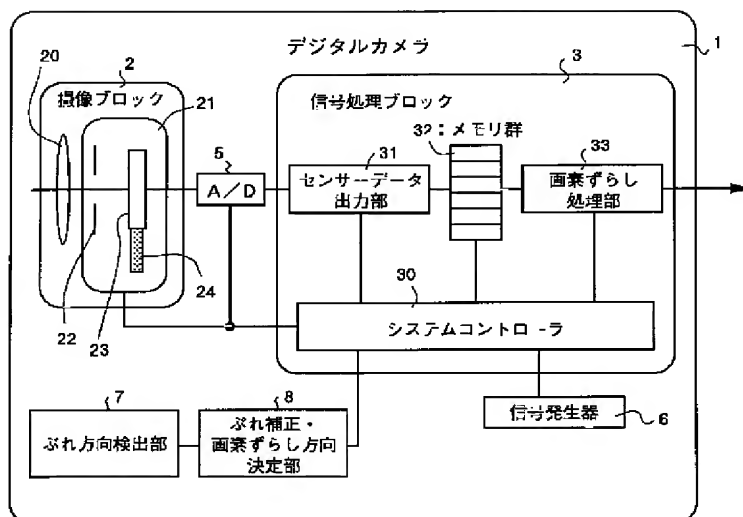 デジタルカメラ
1
20
2
3
撮像ブロック
21
信号処理ブロック
32：メモリ群
5
31
33
A／D
センサーデータ
出力部
画素ずらし
処理部
24
30
22
23
システムコントローラ
7
8
信号発生器
6
ぶれ方向検出部
ぶれ補正・
画素ずらし方向
決定部